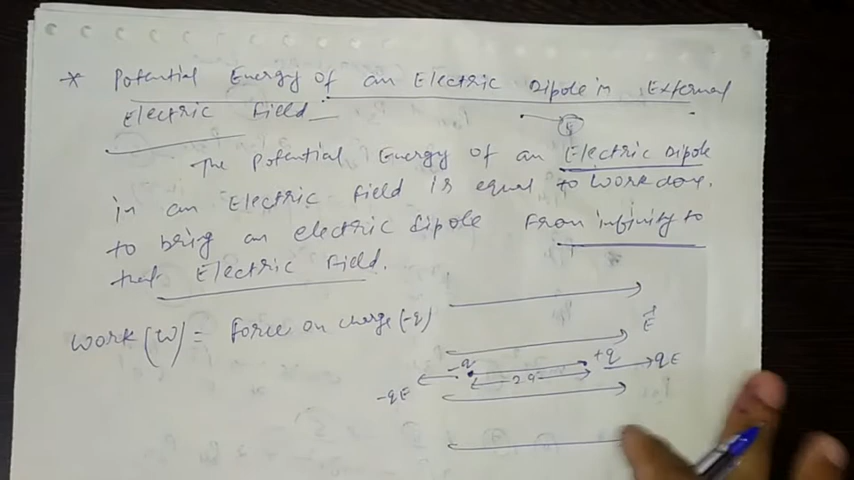 * Potential Energy of an Electric Dipole in External
Electric Field
The Potential Energy of an Electric Dipole
in an Electric field is equal to work done.
to bring an electric dipole From infinity to
that Electric Field.
Work (W) = Force on charge (-q)
E
-q +q qE
2a
-qE